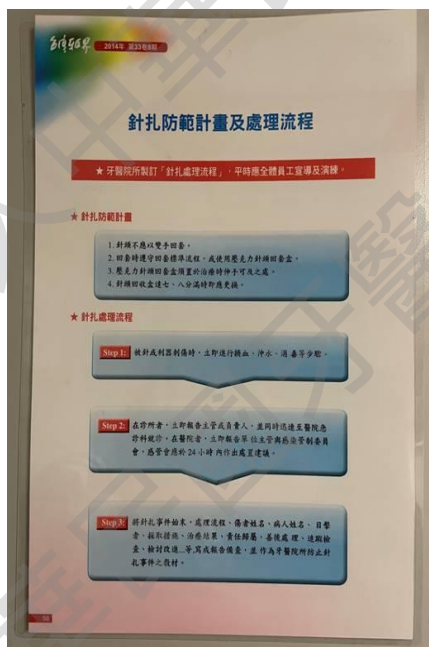 台灣牙醫界 2014年 第33卷8期
針扎防範計畫及處理流程
★ 牙醫院所製訂「針扎處理流程」，平時應全體員工宣導及演練。
★ 針扎防範計畫
1. 針頭不應以雙手回套。
2. 回套時遵守回套標準流程，或使用壓克力針頭回套盒。
3. 壓克力針頭回套盒須置於治療時伸手可及之處。
4. 針頭回收盒達七、八分滿時即應更換。
★ 針扎處理流程
Step 1: 被針或利器刺傷時，立即進行擠血、沖水、消毒等步驟。
Step 2: 在診所者，立即報告主管或負責人，並同時迅速至醫院急
診科就診。在醫院者，立即報告單位主管與感染管制委員
會，感管會應於24小時內作出處置建議。
Step 3: 將針扎事件始末，處理流程、傷者姓名、病人姓名、目擊
者、採取措施、治療結果、責任歸屬、善後處理、追蹤檢
查、檢討改進...等，寫成報告備查，並作為牙醫院所防止針
扎事件之教材。
50